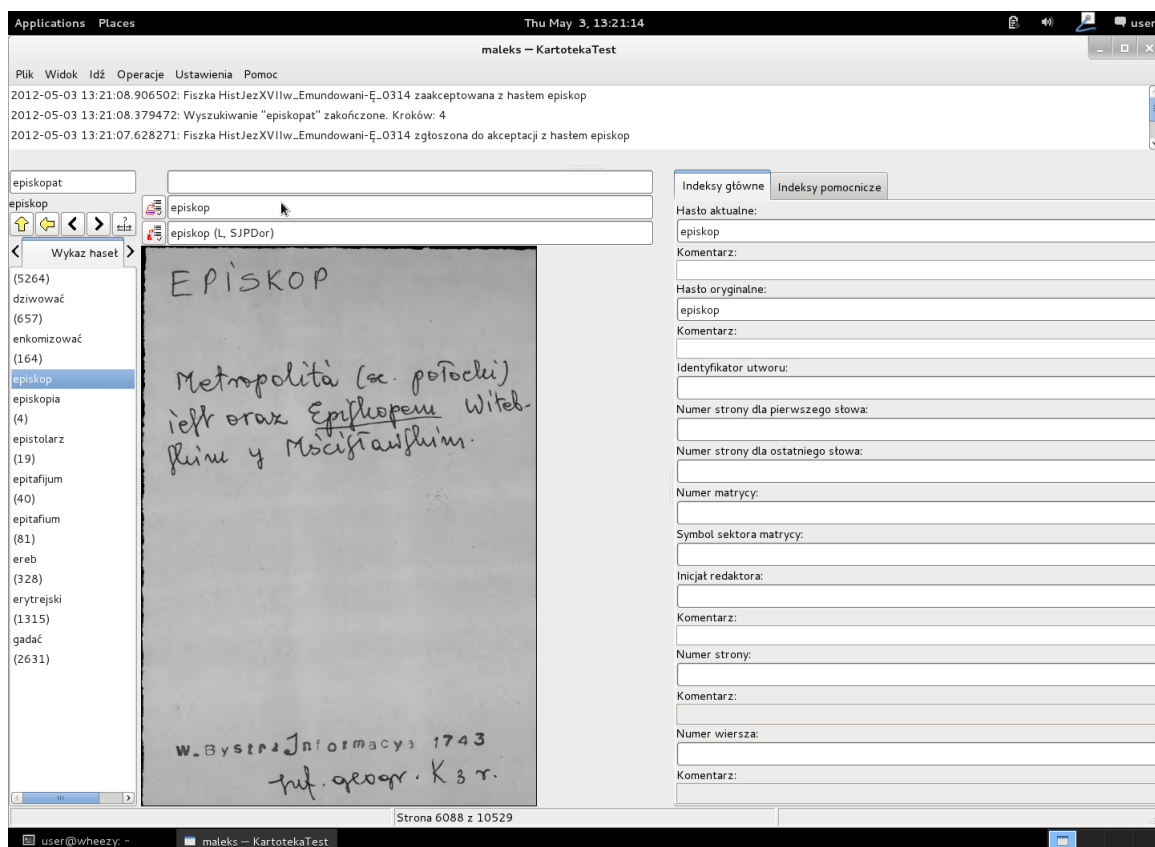 Applications Places Thu May 3, 13:21:14 user
maleks — KartotekaTest
Plik Widok Idź Operacje Ustawienia Pomoc
2012-05-03 13:21:08.906502: Fiszka HistJezXVIIw_Emundowani-Ę_0314 zaakceptowana z hasłem episkop
2012-05-03 13:21:08.379472: Wyszukiwanie "episkopat" zakończone. Kroków: 4
2012-05-03 13:21:07.628271: Fiszka HistJezXVIIw_Emundowani-Ę_0314 zgłoszona do akceptacji z hasłem episkop
episkopat
episkop
episkop
episkop (L, SJPDor)
Wykaz haseł
(5264)
dziwować
(657)
enkomizować
(164)
episkop
episkopia
(4)
epistolarz
(19)
epitafijum
(40)
epitafium
(81)
ereb
(328)
erytrejski
(1315)
gadać
(2631)
EPISKOP
Metropolità (sc. połocki)
ieſt oraz Epiſkopem Witeb-
ſkim y Mściſławſkim.
W. Bystrz Jnformacya 1743
geogr. K 3 r.
Indeksy główne Indeksy pomocnicze
Hasło aktualne:
episkop
Komentarz:
Hasło oryginalne:
episkop
Komentarz:
Identyfikator utworu:
Numer strony dla pierwszego słowa:
Numer strony dla ostatniego słowa:
Numer matrycy:
Symbol sektora matrycy:
Inicjał redaktora:
Komentarz:
Numer strony:
Komentarz:
Numer wiersza:
Komentarz:
Strona 6088 z 10529
user@wheezy: ~ maleks — KartotekaTest